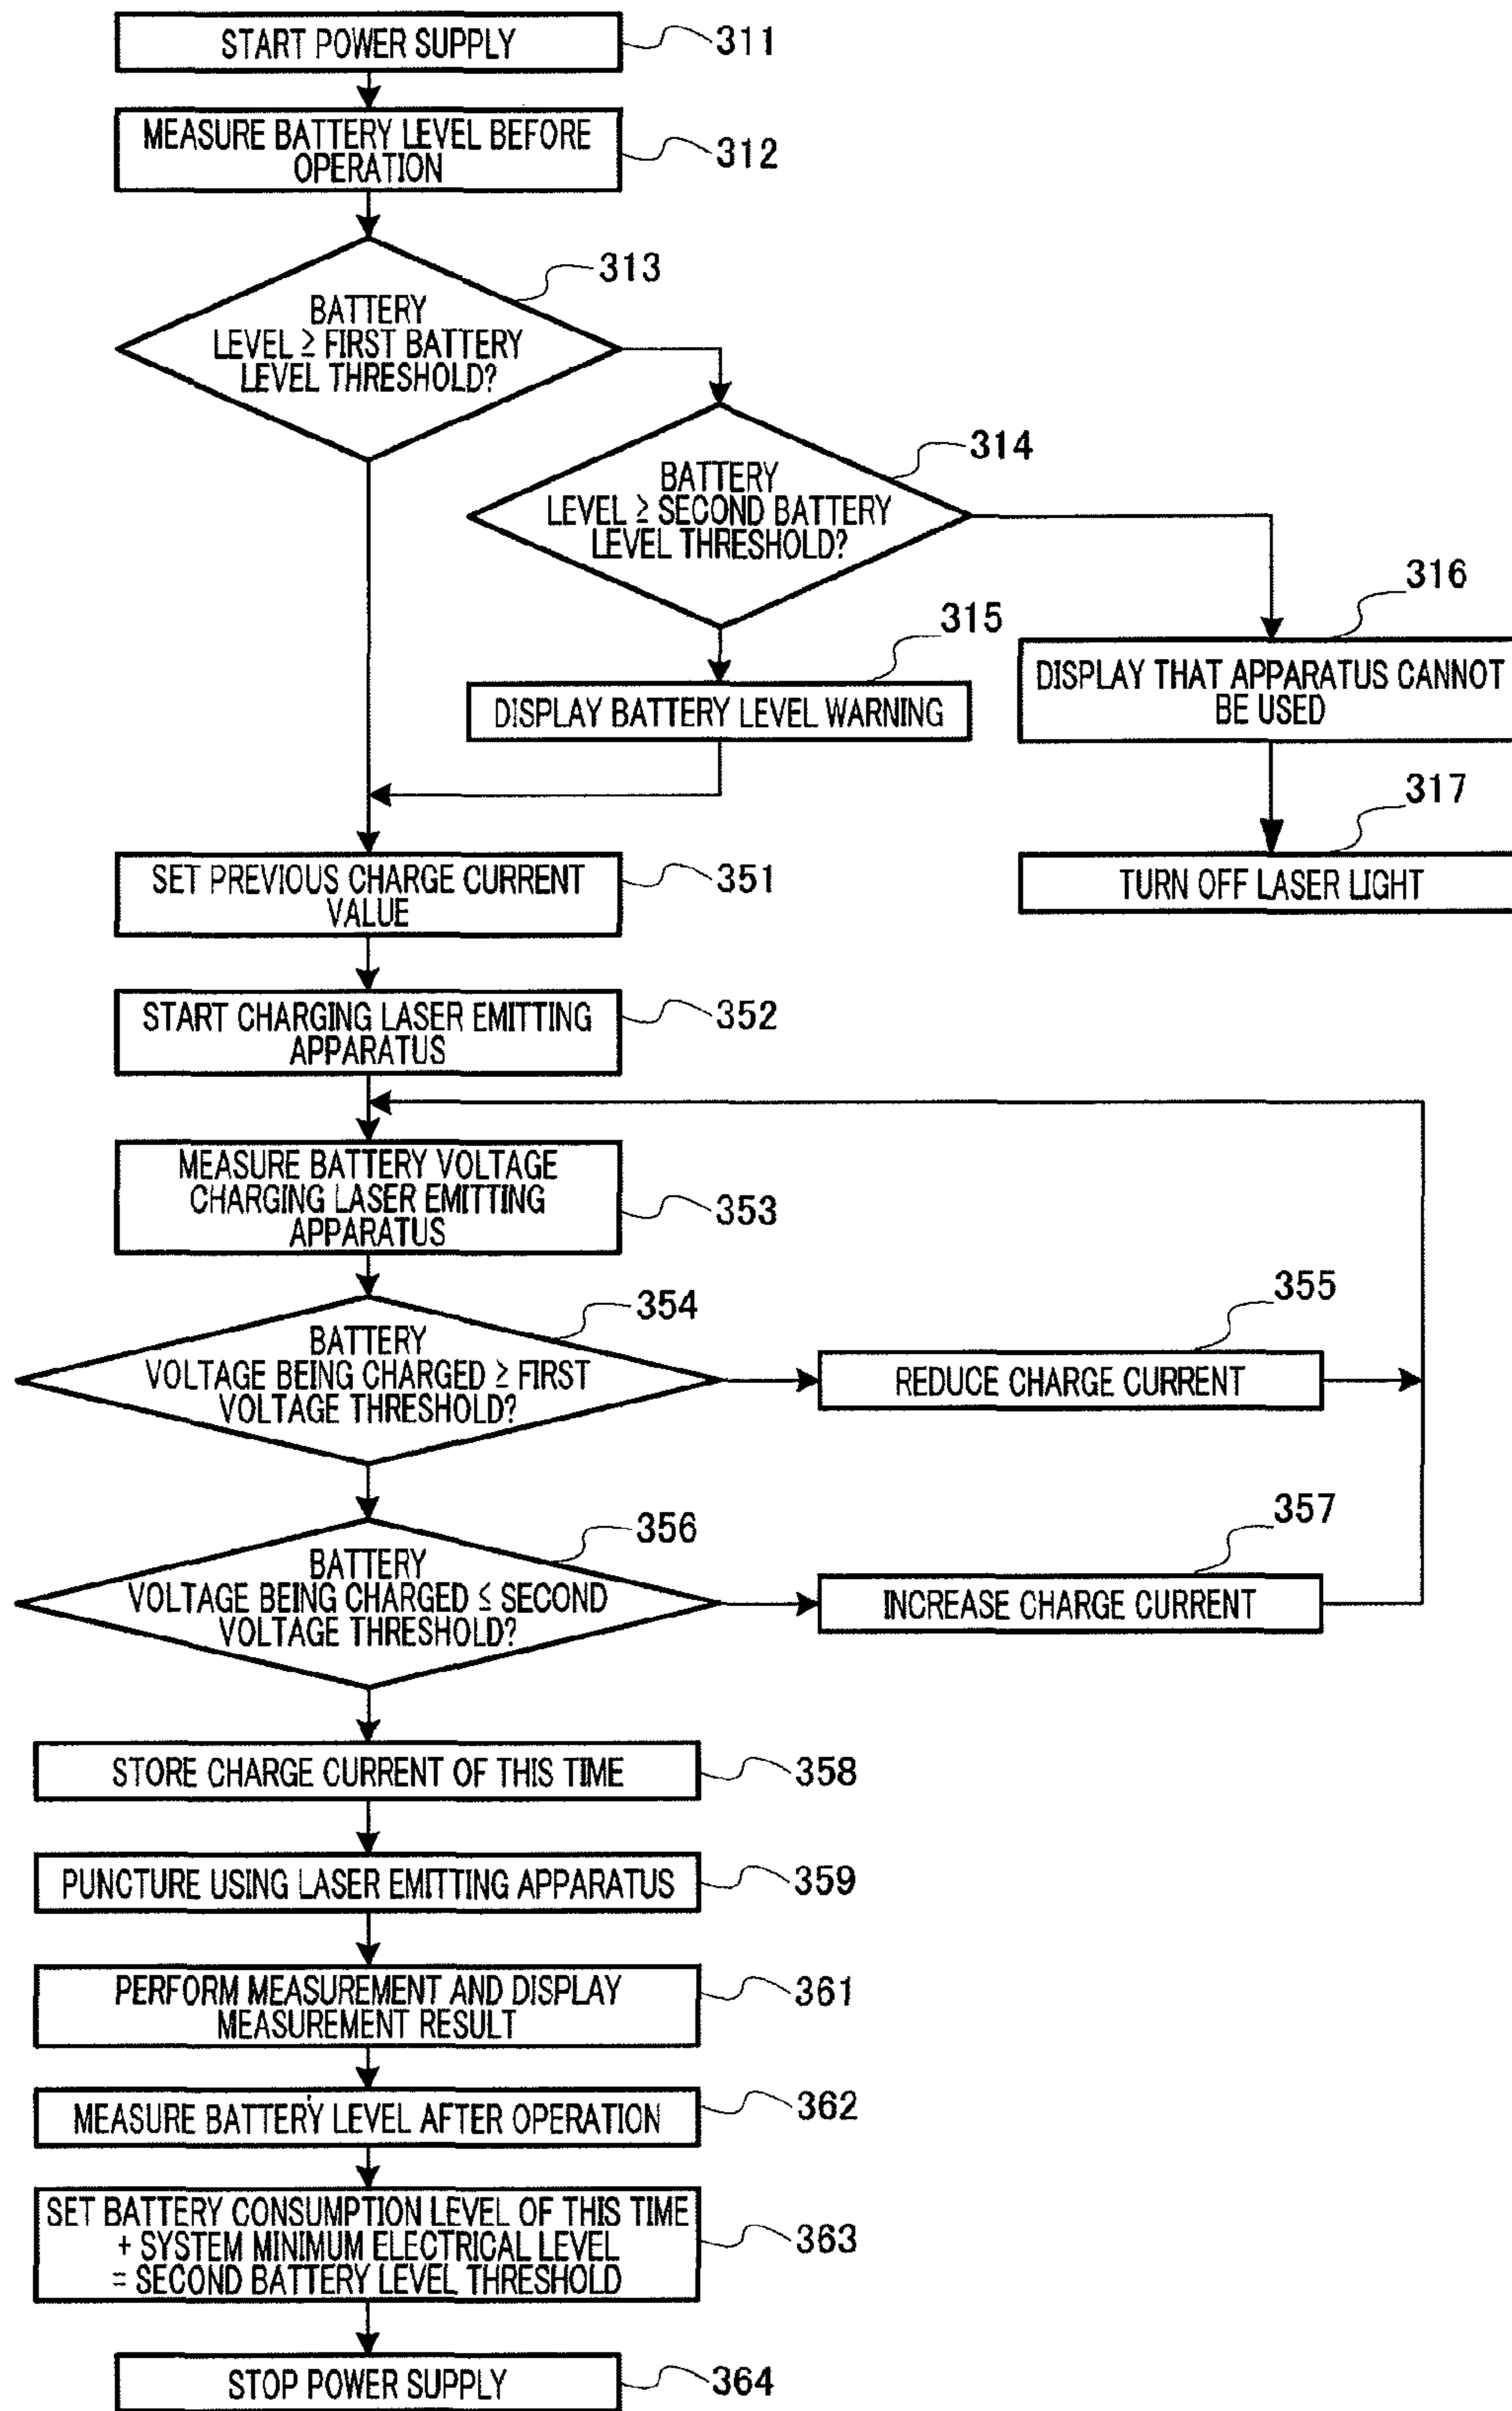 START POWER SUPPLY
311
MEASURE BATTERY LEVEL BEFORE
OPERATION
312
313
BATTERY
LEVEL ≥ FIRST BATTERY
LEVEL THRESHOLD?
314
BATTERY
LEVEL ≥ SECOND BATTERY
LEVEL THRESHOLD?
315
DISPLAY BATTERY LEVEL WARNING
316
DISPLAY THAT APPARATUS CANNOT
BE USED
317
TURN OFF LASER LIGHT
SET PREVIOUS CHARGE CURRENT
VALUE
351
START CHARGING LASER EMITTING
APPARATUS
352
MEASURE BATTERY VOLTAGE
CHARGING LASER EMITTING
APPARATUS
353
354
BATTERY
VOLTAGE BEING CHARGED ≥ FIRST
VOLTAGE THRESHOLD?
355
REDUCE CHARGE CURRENT
356
BATTERY
VOLTAGE BEING CHARGED ≤ SECOND
VOLTAGE THRESHOLD?
357
INCREASE CHARGE CURRENT
STORE CHARGE CURRENT OF THIS TIME
358
PUNCTURE USING LASER EMITTING APPARATUS
359
PERFORM MEASUREMENT AND DISPLAY
MEASUREMENT RESULT
361
MEASURE BATTERY LEVEL AFTER OPERATION
362
SET BATTERY CONSUMPTION LEVEL OF THIS TIME
+ SYSTEM MINIMUM ELECTRICAL LEVEL
= SECOND BATTERY LEVEL THRESHOLD
363
STOP POWER SUPPLY
364